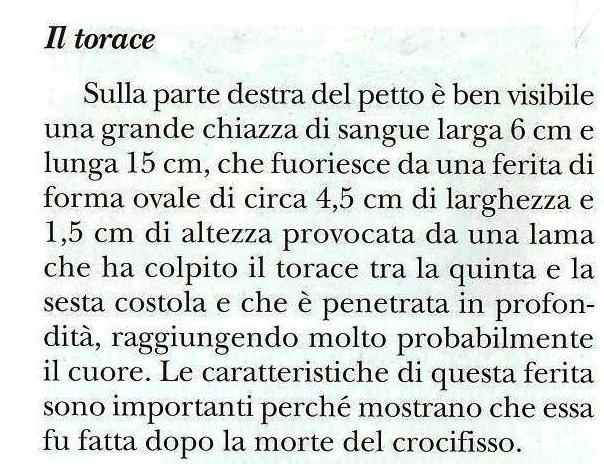 Il torace
Sulla parte destra del petto è ben visibile
una grande chiazza di sangue larga 6 cm e
lunga 15 cm, che fuoriesce da una ferita di
forma ovale di circa 4,5 cm di larghezza e
1,5 cm di altezza provocata da una lama
che ha colpito il torace tra la quinta e la
sesta costola e che è penetrata in profon-
dità, raggiungendo molto probabilmente
il cuore. Le caratteristiche di questa ferita
sono importanti perché mostrano che essa
fu fatta dopo la morte del crocifisso.